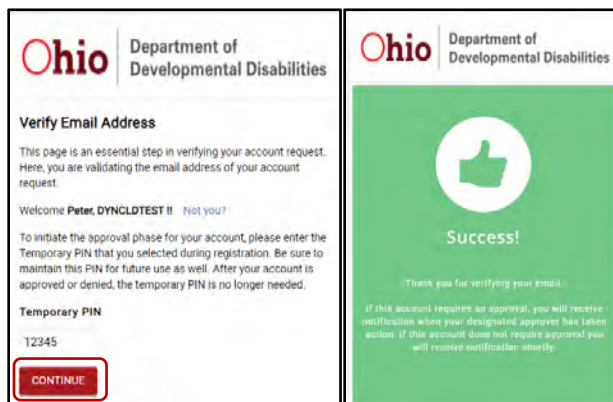 Ohio
Department of
Developmental Disabilities
Verify Email Address
This page is an essential step in verifying your account request.
Here, you are validating the email address of your account
request.
Welcome Peter, DYNCLDTEST !! Not you?
To initiate the approval phase for your account, please enter the
Temporary PIN that you selected during registration. Be sure to
maintain this PIN for future use as well. After your account is
approved or denied, the temporary PIN is no longer needed.
Temporary PIN
12345
CONTINUE
Ohio
Department of
Developmental Disabilities
Success!
Thank you for verifying your email.
If this account requires an approval, you will receive
notification when your designated approver has taken
action. If this account does not require approval you
will receive notification shortly.